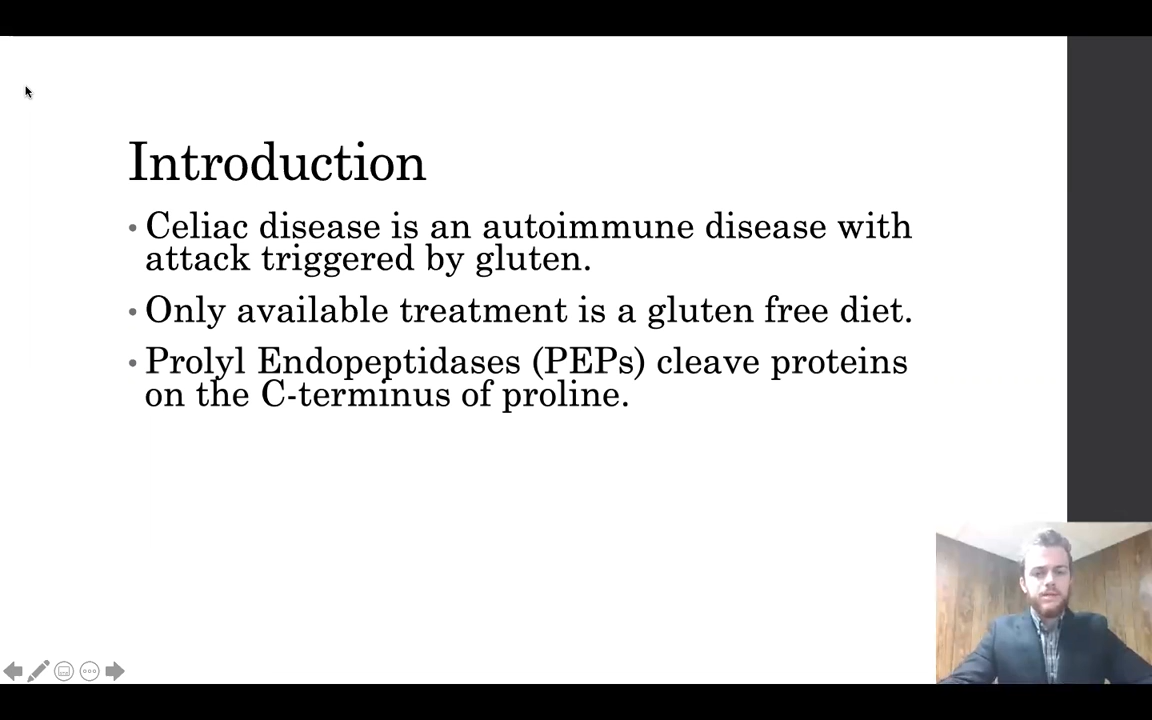 Introduction
• Celiac disease is an autoimmune disease with
attack triggered by gluten.
• Only available treatment is a gluten free diet.
• Prolyl Endopeptidases (PEPs) cleave proteins
on the C-terminus of proline.